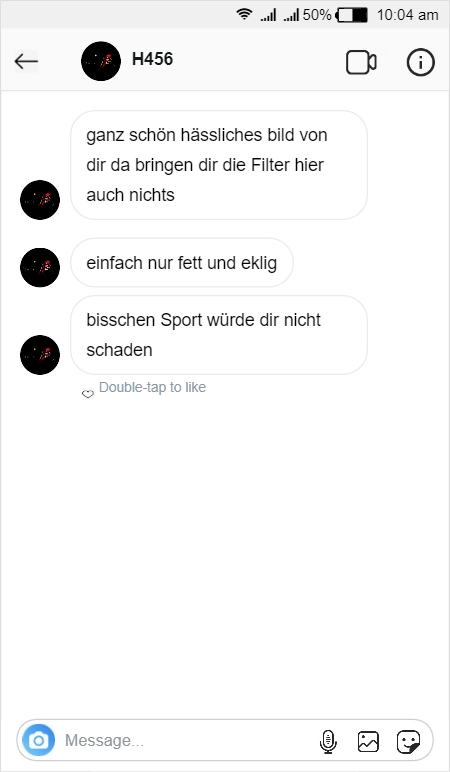 50% 10:04 am
H456
ganz schön hässliches bild von
dir da bringen dir die Filter hier
auch nichts
einfach nur fett und eklig
bisschen Sport würde dir nicht
schaden
Double-tap to like
Message...